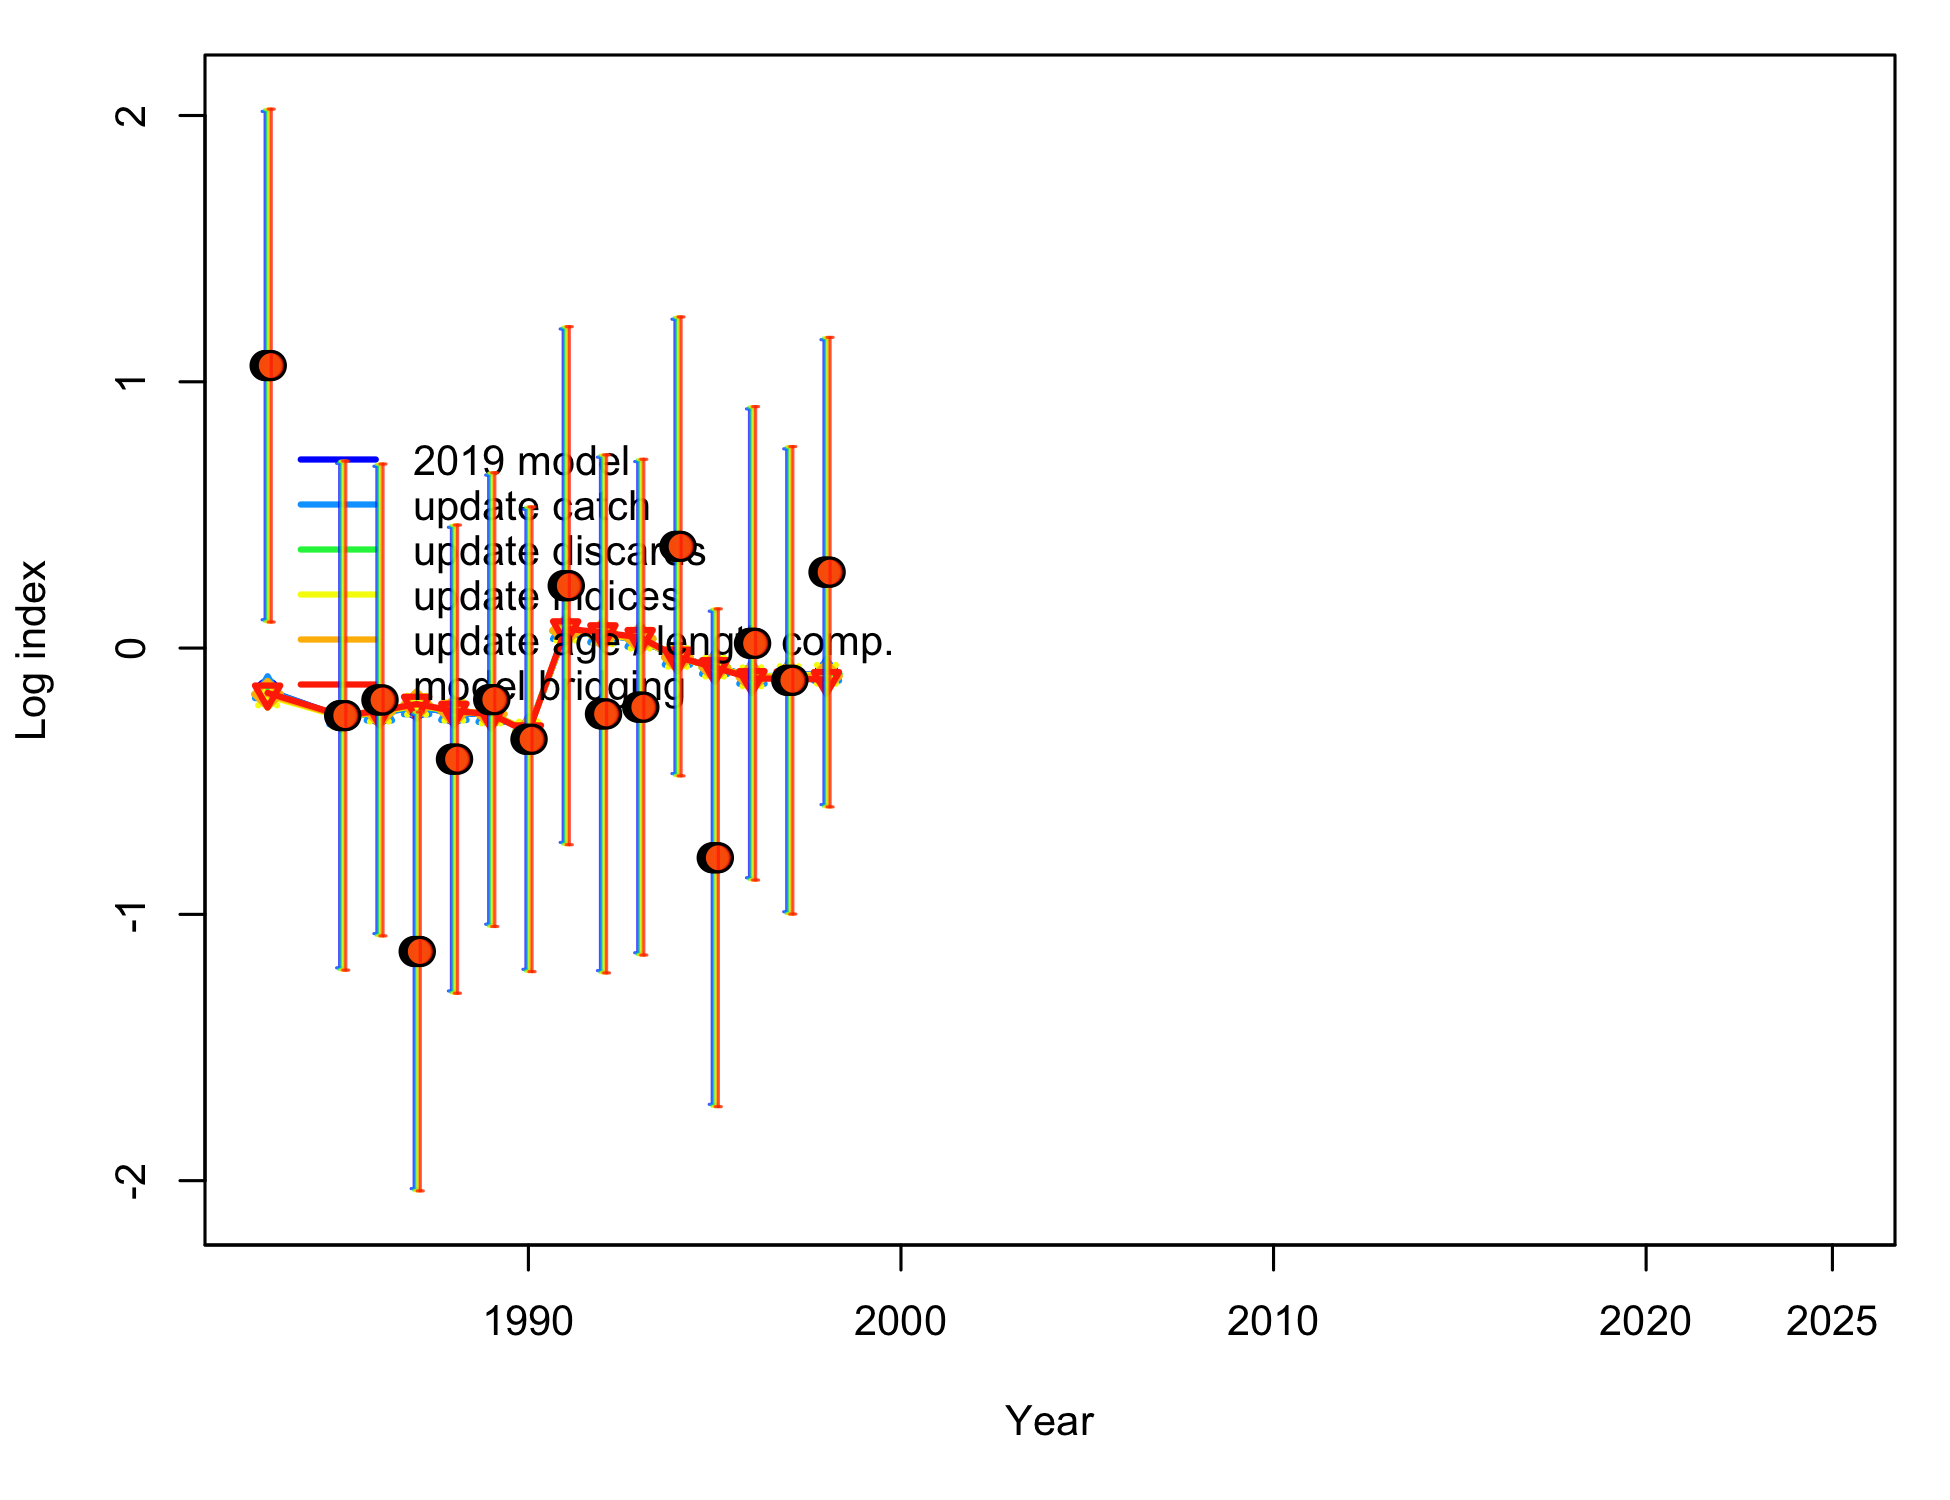 2
1
0
-1
-2
Log index
2019 model
update catch
update discards
update indices
update age / length comp.
model bridging
1990 2000 2010 2020 2025
Year